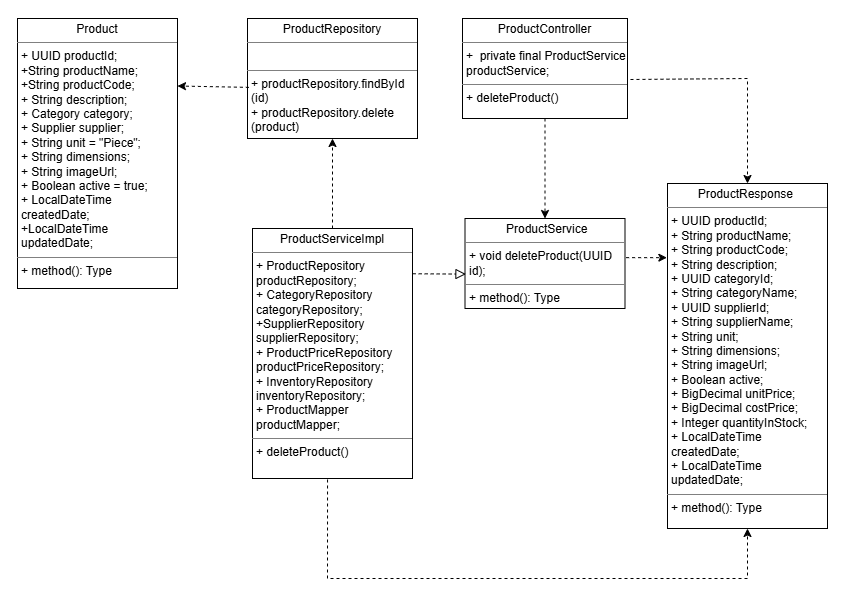 Product
+ UUID productId;
+String productName;
+String productCode;
+ String description;
+ Category category;
+ Supplier supplier;
+ String unit = "Piece";
+ String dimensions;
+ String imageUrl;
+ Boolean active = true;
+ LocalDateTime
createdDate;
+LocalDateTime
updatedDate;
+ method(): Type
ProductRepository
+ productRepository.findById
(id)
+ productRepository.delete
(product)
ProductController
+  private final ProductService
productService;
+ deleteProduct()
ProductServiceImpl
+ ProductRepository
productRepository;
+ CategoryRepository
categoryRepository;
+SupplierRepository
supplierRepository;
+ ProductPriceRepository
productPriceRepository;
+ InventoryRepository
inventoryRepository;
+ ProductMapper
productMapper;
+ deleteProduct()
ProductService
+ void deleteProduct(UUID
id);
+ method(): Type
ProductResponse
+ UUID productId;
+ String productName;
+ String productCode;
+ String description;
+ UUID categoryId;
+ String categoryName;
+ UUID supplierId;
+ String supplierName;
+ String unit;
+ String dimensions;
+ String imageUrl;
+ Boolean active;
+ BigDecimal unitPrice;
+ BigDecimal costPrice;
+ Integer quantityInStock;
+ LocalDateTime
createdDate;
+ LocalDateTime
updatedDate;
+ method(): Type